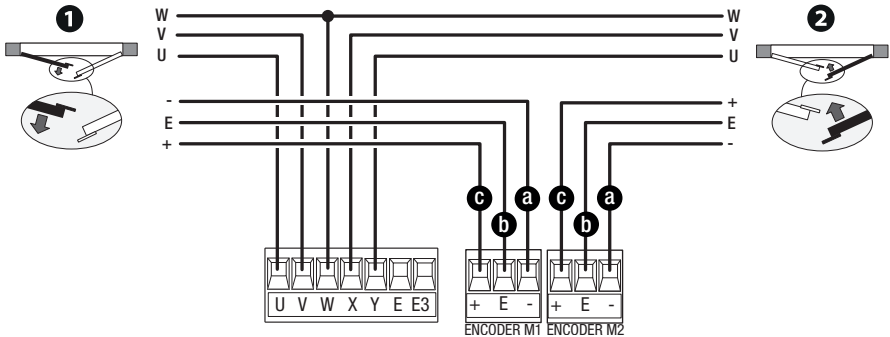 1 W W 2
V V
U U
- +
E E
+ -
c a c a
b b
U V W X Y E E3 + E - + E -
ENCODER M1 ENCODER M2